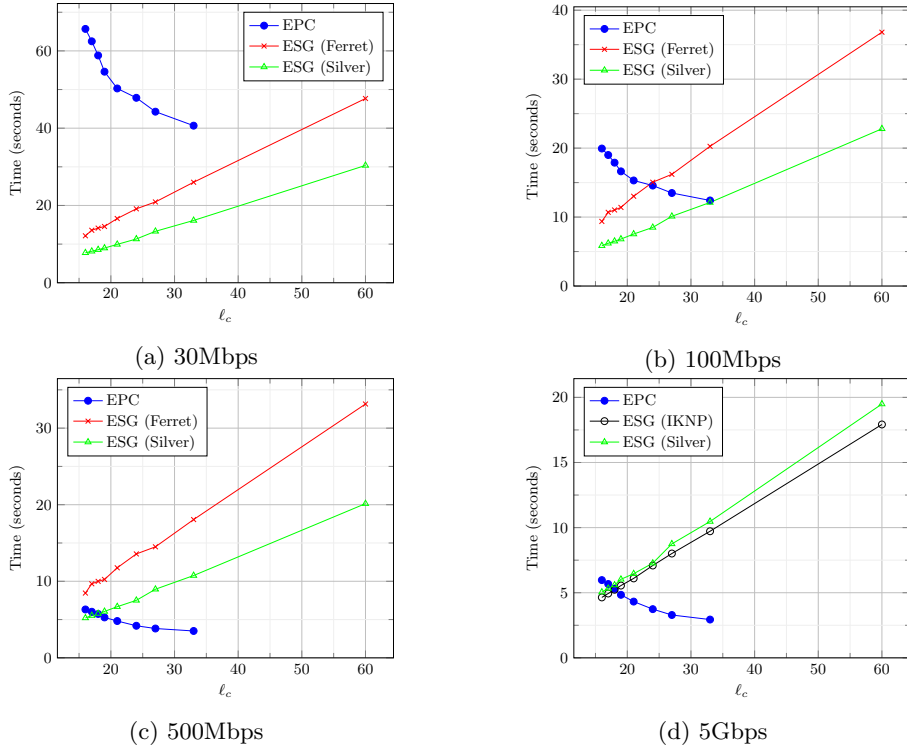 EPC
ESG (Ferret)
ESG (Silver)
60
40
20
0
Time (seconds)
20 30 40 50 60
ℓc
(a) 30Mbps
EPC
ESG (Ferret)
ESG (Silver)
40
30
20
10
0
Time (seconds)
20 30 40 50 60
ℓc
(b) 100Mbps
EPC
ESG (Ferret)
ESG (Silver)
30
20
10
0
Time (seconds)
20 30 40 50 60
ℓc
(c) 500Mbps
EPC
ESG (IKNP)
ESG (Silver)
20
15
10
5
0
Time (seconds)
20 30 40 50 60
ℓc
(d) 5Gbps